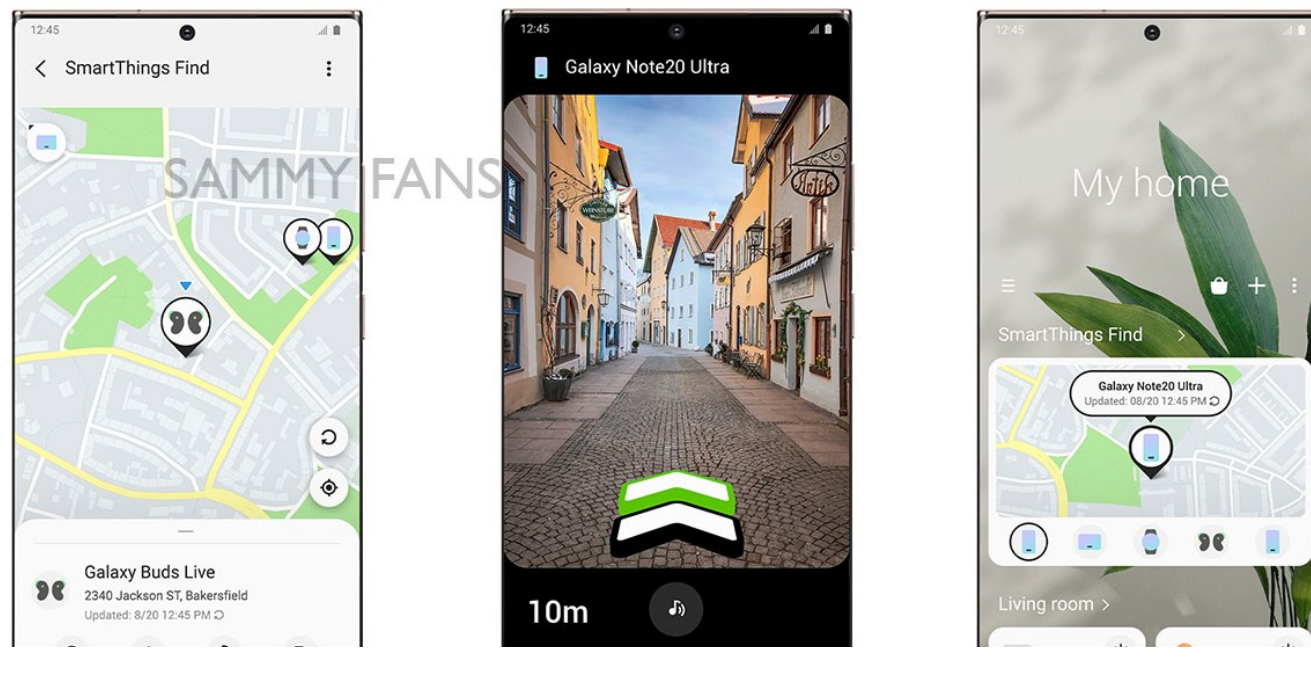 12:45
SmartThings Find
SAMMY FANS
Galaxy Buds Live
2340 Jackson ST, Bakersfield
Updated: 8/20 12:45 PM
12:45
Galaxy Note20 Ultra
WEINSTUBE
10m
12:45
My home
SmartThings Find
Galaxy Note20 Ultra
Updated: 08/20 12:45 PM
Living room